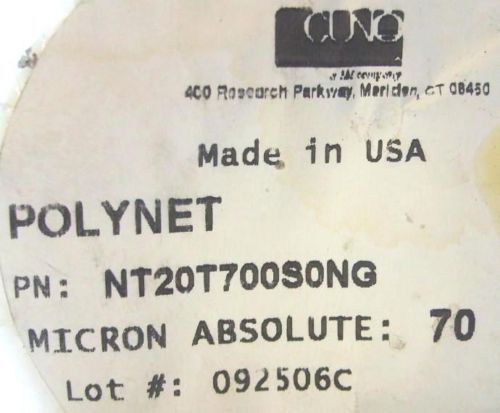 CUNO
a 3M company
400 Research Parkway, Meriden, CT 06450
Made in USA
POLYNET
PN: NT20T700S0NG
MICRON ABSOLUTE: 70
Lot #: 092506C